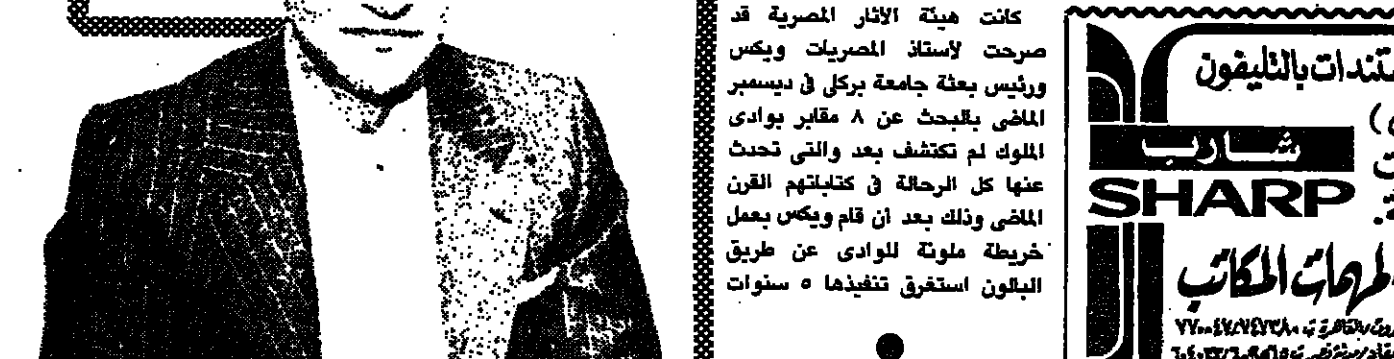 كانت هيئة الآثار المصرية قد
صرحت لأستاذ المصريات ويكس
ورئيس بعثة جامعة بركلى فى ديسمبر
الماضى بالبحث عن ٨ مقابر بوادى
الملوك لم تكتشف بعد والتى تحدث
عنها كل الرحالة فى كتاباتهم القرن
الماضى وذلك بعد ان قام ويكس بعمل
خريطة ملونة للوادى عن طريق
البالون استغرق تنفيذها ٥ سنوات
تندات بالتليفون
شارب
SHARP
لمهمات المكاتب